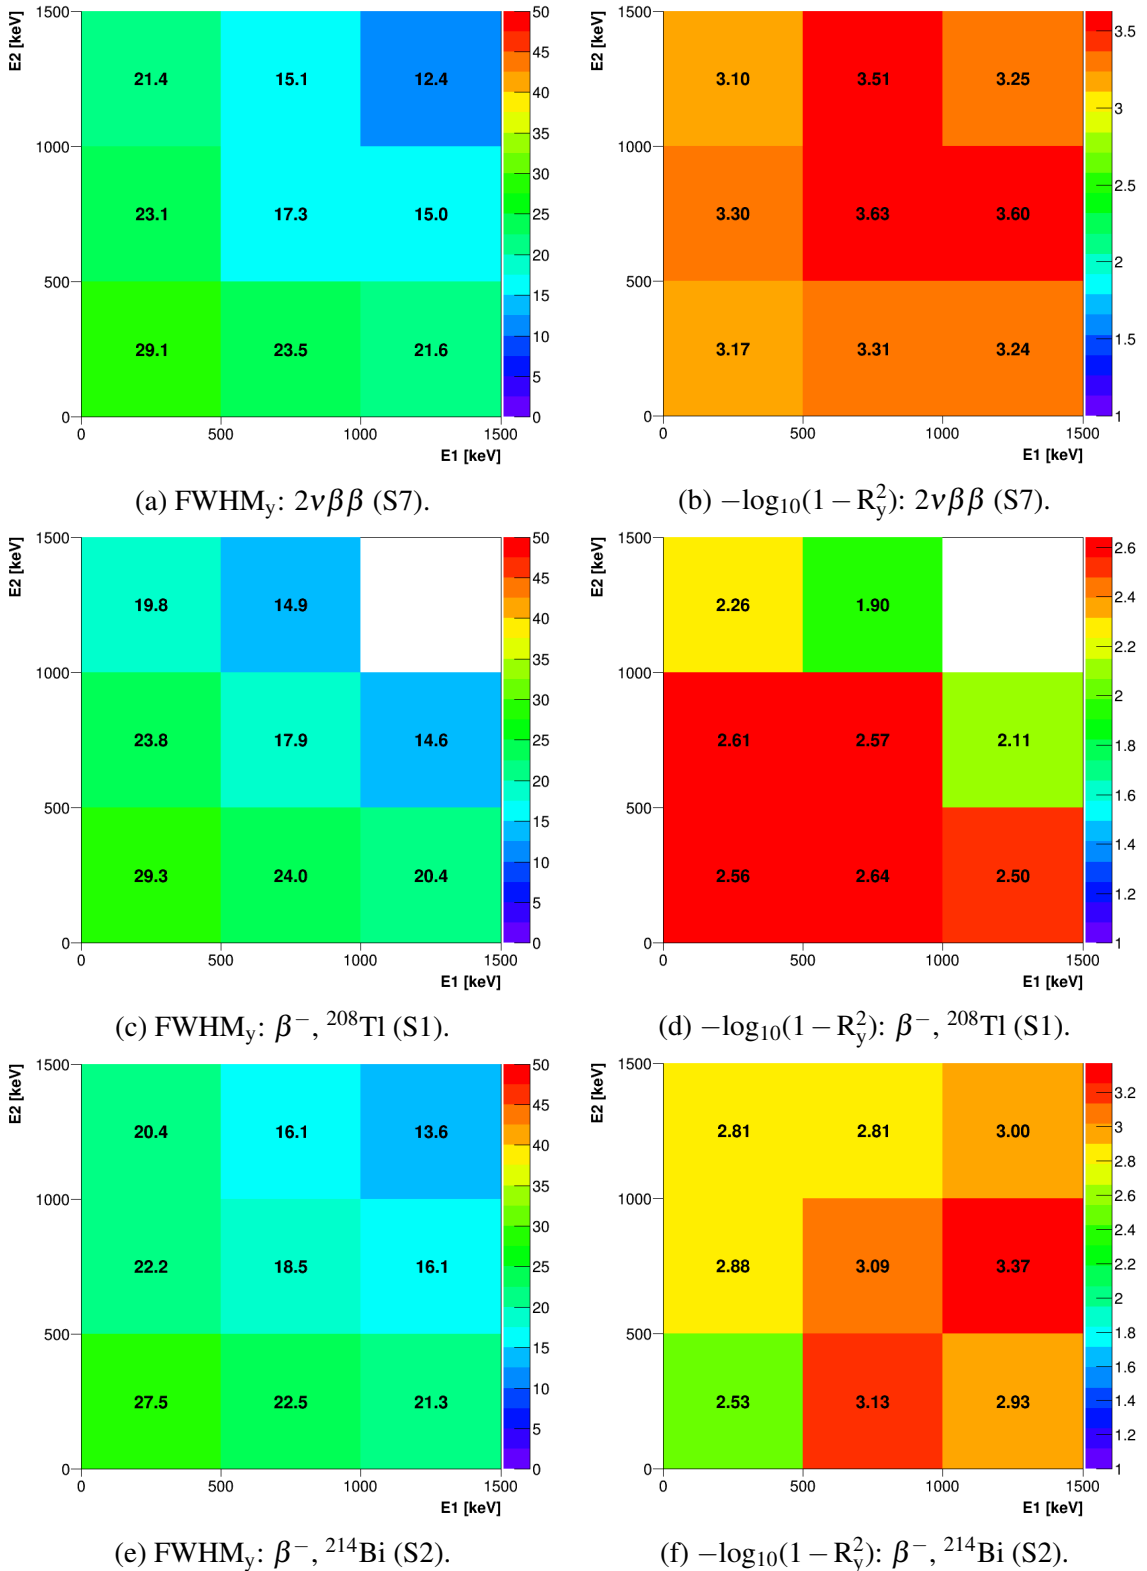 E2 [keV]
1500
1000
500
0
21.4 15.1 12.4
23.1 17.3 15.0
29.1 23.5 21.6
0 500 1000 1500
E1 [keV]
50
45
40
35
30
25
20
15
10
5
0
(a) FWHM_y: 2νββ (S7).
E2 [keV]
1500
1000
500
0
3.10 3.51 3.25
3.30 3.63 3.60
3.17 3.31 3.24
0 500 1000 1500
E1 [keV]
3.5
3
2.5
2
1.5
1
(b) −log₁₀(1 − R²_y): 2νββ (S7).
E2 [keV]
1500
1000
500
0
19.8 14.9
23.8 17.9 14.6
29.3 24.0 20.4
0 500 1000 1500
E1 [keV]
50
45
40
35
30
25
20
15
10
5
0
(c) FWHM_y: β⁻, ²⁰⁸Tl (S1).
E2 [keV]
1500
1000
500
0
2.26 1.90
2.61 2.57 2.11
2.56 2.64 2.50
0 500 1000 1500
E1 [keV]
2.6
2.4
2.2
2
1.8
1.6
1.4
1.2
1
(d) −log₁₀(1 − R²_y): β⁻, ²⁰⁸Tl (S1).
E2 [keV]
1500
1000
500
0
20.4 16.1 13.6
22.2 18.5 16.1
27.5 22.5 21.3
0 500 1000 1500
E1 [keV]
50
45
40
35
30
25
20
15
10
5
0
(e) FWHM_y: β⁻, ²¹⁴Bi (S2).
E2 [keV]
1500
1000
500
0
2.81 2.81 3.00
2.88 3.09 3.37
2.53 3.13 2.93
0 500 1000 1500
E1 [keV]
3.2
3
2.8
2.6
2.4
2.2
2
1.8
1.6
1.4
1.2
1
(f) −log₁₀(1 − R²_y): β⁻, ²¹⁴Bi (S2).